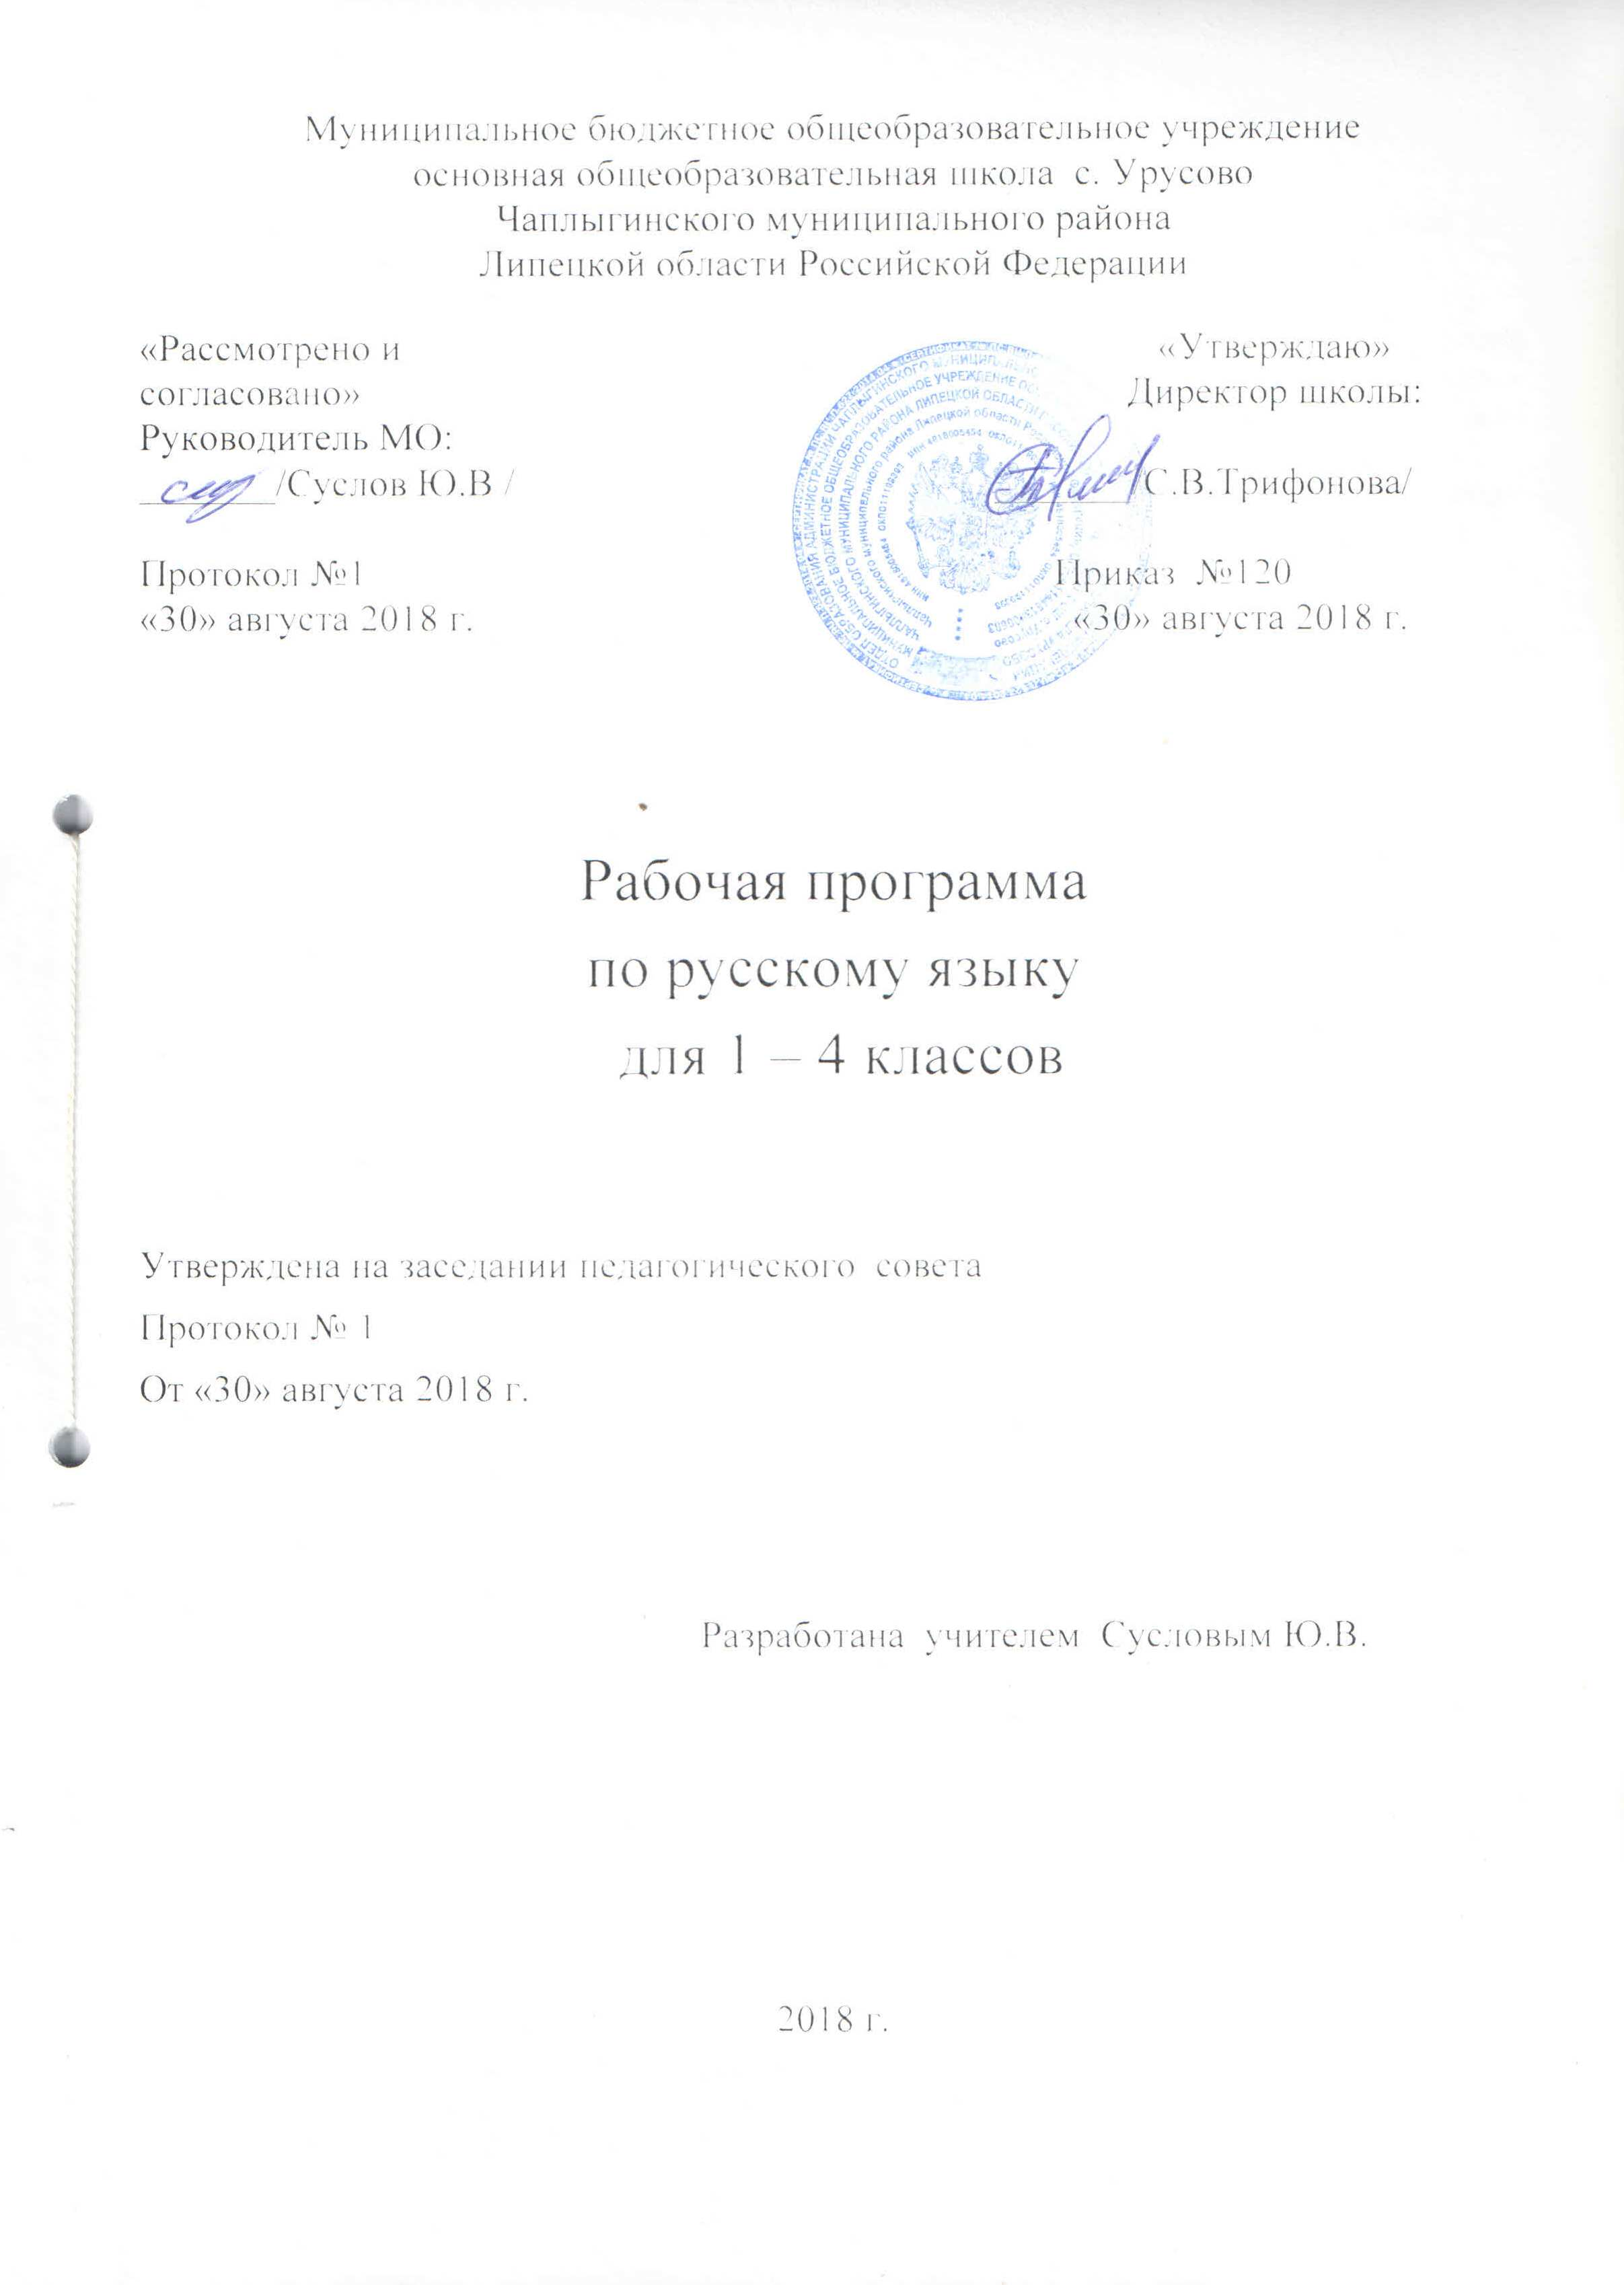 Муниципальное бюджетное общеобразовательное учреждение
основная общеобразовательная школа с. Урусово
Чаплыгинского муниципального района
Липецкой области Российской Федерации
«Рассмотрено и
согласовано»
Руководитель МО:
/Суслов Ю.В /
Протокол №1
«30» августа 2018 г.
«Утверждаю»
Директор школы:
С.В.Трифонова/
Приказ №120
«30» августа 2018 г.
Рабочая программа
по русскому языку
для 1 – 4 классов
Утверждена на заседании педагогического совета
Протокол № 1
От «30» августа 2018 г.
Разработана учителем Сусловым Ю.В.
2018 г.